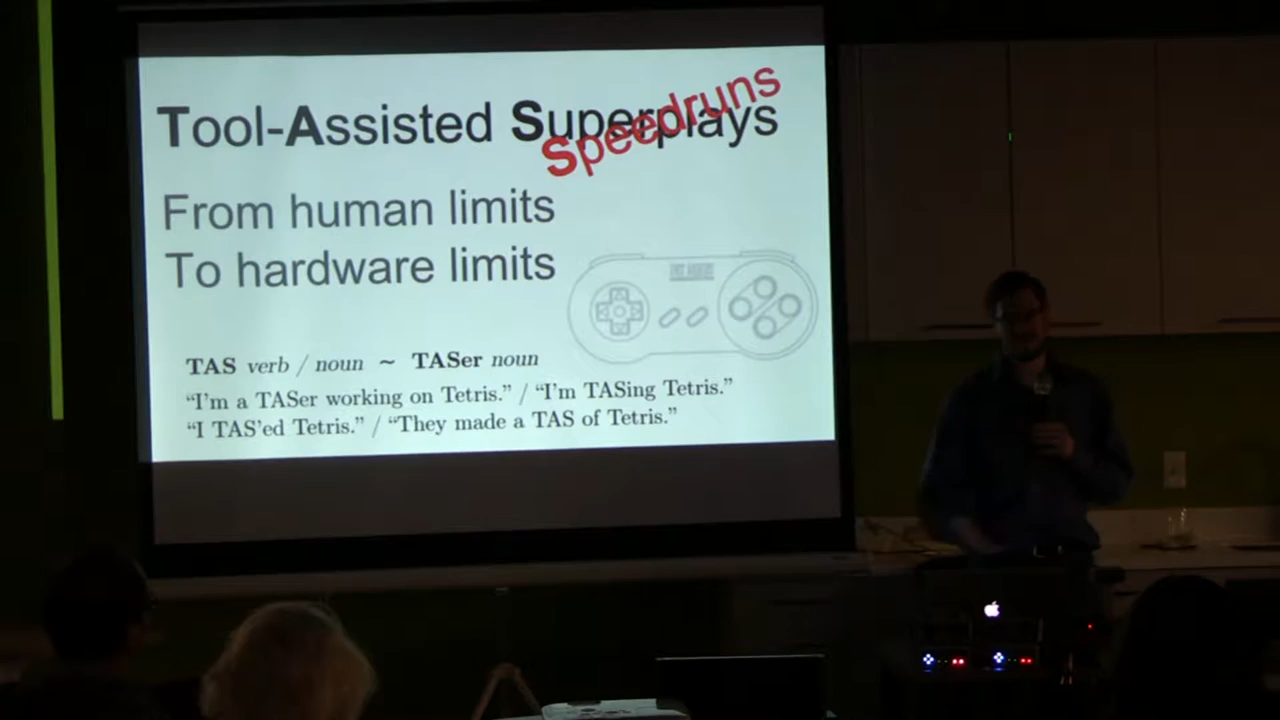 Tool-Assisted Superplays
Speedruns
From human limits
To hardware limits
TAS verb / noun ~ TASer noun
“I'm a TASer working on Tetris.” / “I'm TASing Tetris.”
“I TAS'ed Tetris.” / “They made a TAS of Tetris.”